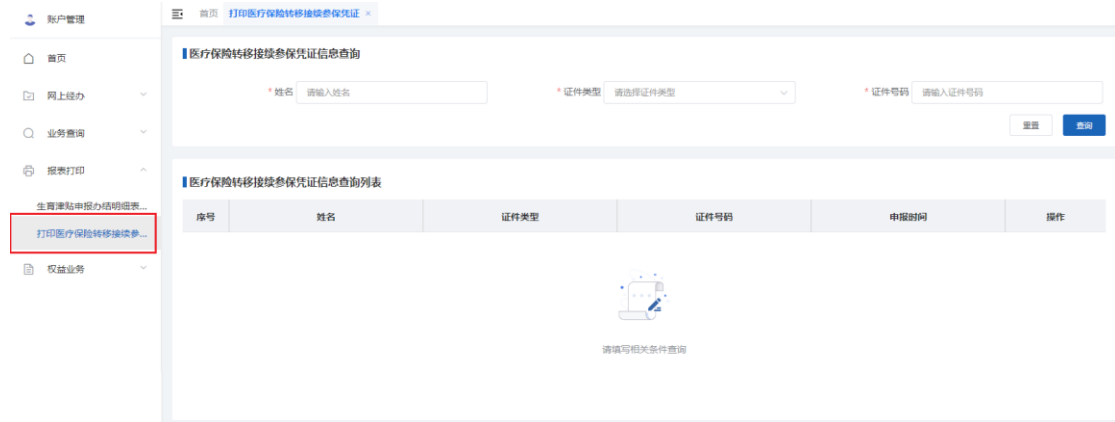 账户管理
首页 打印医疗保险转移接续参保凭证 ×
首页
网上经办
业务查询
报表打印
生育津贴申报办结明细表...
打印医疗保险转移接续参...
权益业务
医疗保险转移接续参保凭证信息查询
* 姓名 请输入姓名 * 证件类型 请选择证件类型 * 证件号码 请输入证件号码
重置 查询
医疗保险转移接续参保凭证信息查询列表
序号 姓名 证件类型 证件号码 申报时间 操作
请填写相关条件查询